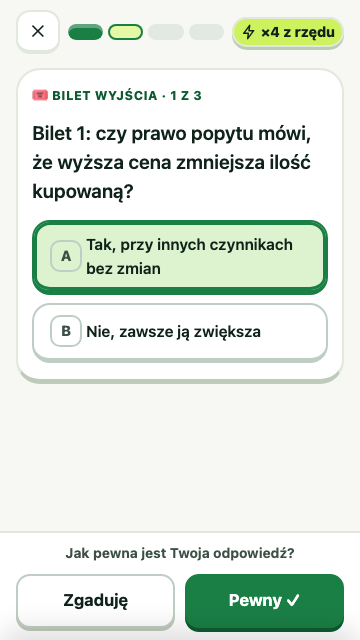 ×4 z rzędu
BILET WYJŚCIA · 1 Z 3
Bilet 1: czy prawo popytu mówi,
że wyższa cena zmniejsza ilość
kupowaną?
A
Tak, przy innych czynnikach
bez zmian
B
Nie, zawsze ją zwiększa
Jak pewna jest Twoja odpowiedź?
Zgaduję
Pewny ✓